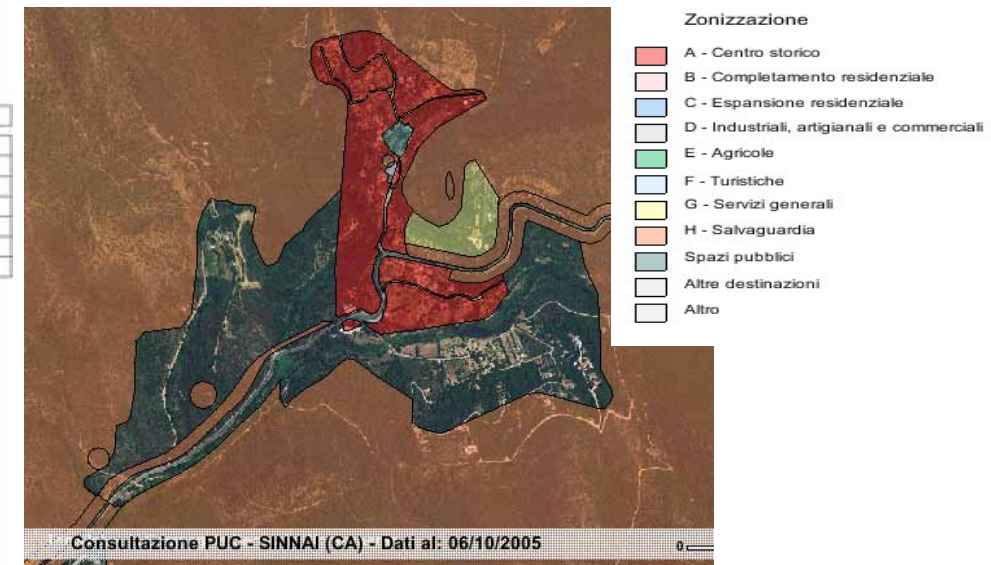 Zonizzazione
A - Centro storico
B - Completamento residenziale
C - Espansione residenziale
D - Industriali, artigianali e commerciali
E - Agricole
F - Turistiche
G - Servizi generali
H - Salvaguardia
Spazi pubblici
Altre destinazioni
Altro
Consultazione PUC - SINNAI (CA) - Dati al: 06/10/2005
0